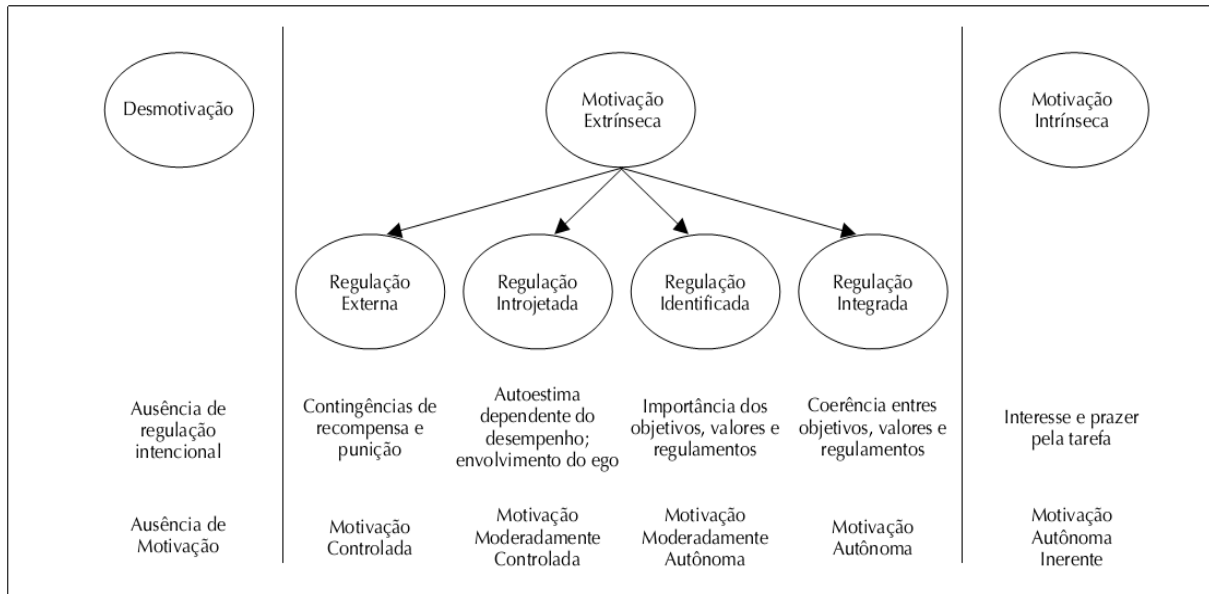 Desmotivação
Motivação
Extrínseca
Motivação
Intrínseca
Regulação
Externa
Regulação
Introjetada
Regulação
Identificada
Regulação
Integrada
Ausência de
regulação
intencional
Contingências de
recompensa e
punição
Autoestima
dependente do
desempenho;
envolvimento do ego
Importância dos
objetivos, valores e
regulamentos
Coerência entres
objetivos, valores e
regulamentos
Interesse e prazer
pela tarefa
Ausência de
Motivação
Motivação
Controlada
Motivação
Moderadamente
Controlada
Motivação
Moderadamente
Autônoma
Motivação
Autônoma
Motivação
Autônoma
Inerente